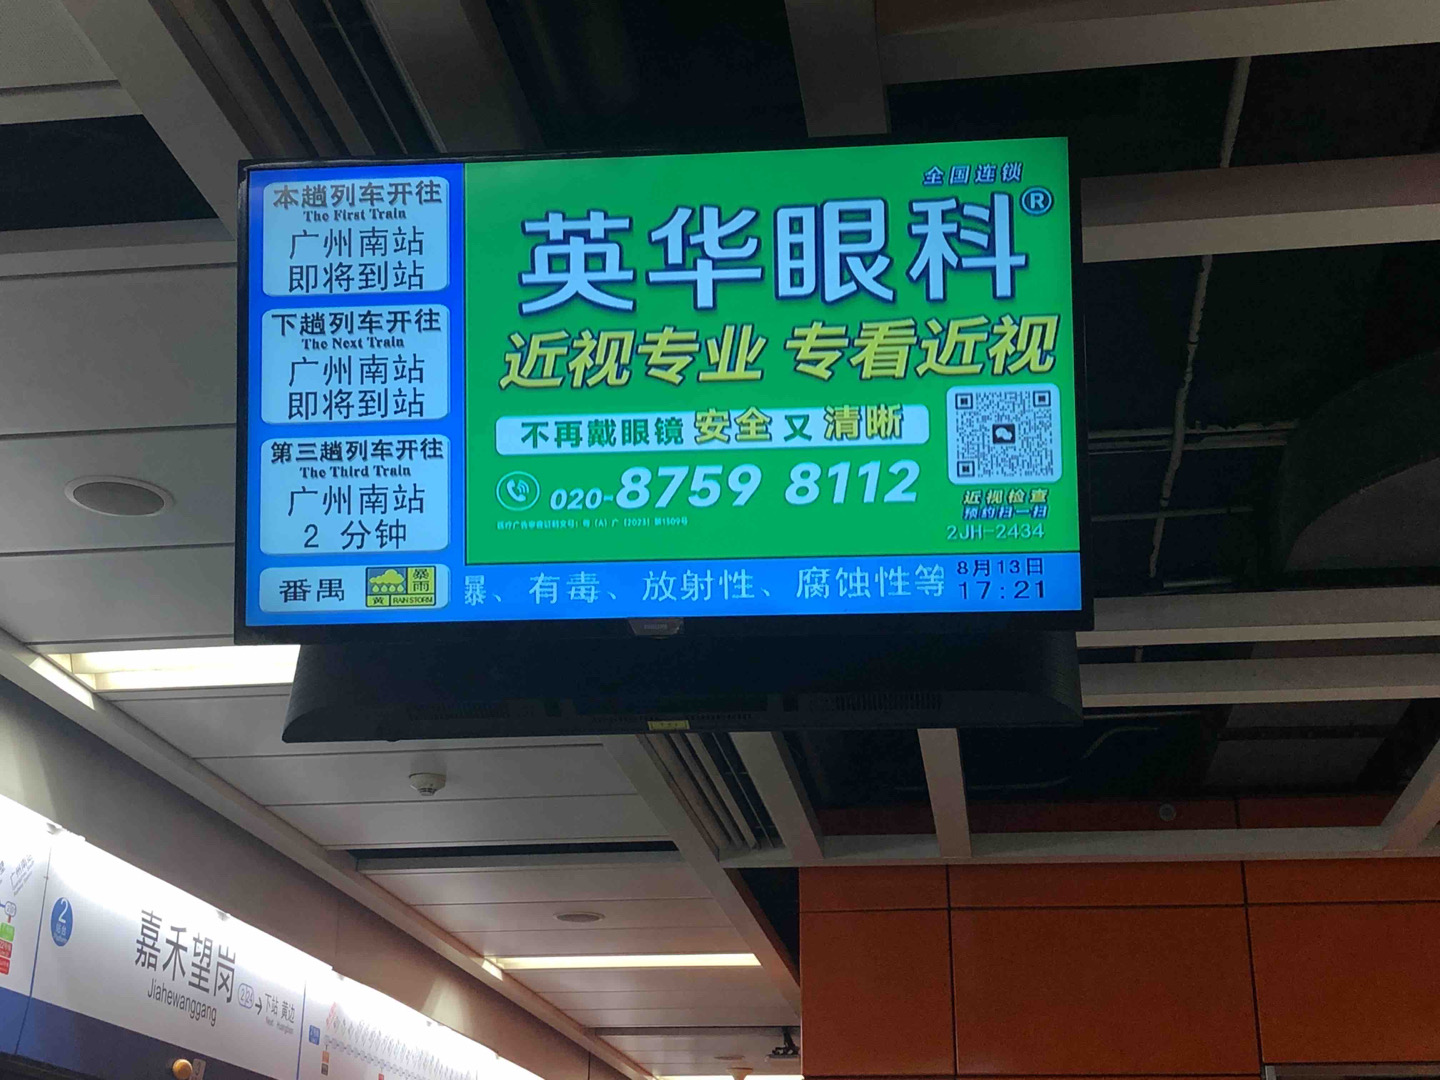 本趟列车开往
The First Train
广州南站
即将到站
下趟列车开往
The Next Train
广州南站
即将到站
第三趟列车开往
The Third Train
广州南站
2 分钟
番禺
暴雨
黄 RAIN STORM
全国连锁
英华眼科®
近视专业 专看近视
不再戴眼镜 安全 又 清晰
020-8759 8112
近视检查
预约扫一扫
2JH-2434
暴、有毒、放射性、腐蚀性等
8月13日
17:21
2
嘉禾望岗
Jiahewanggang
224
下站 黄边